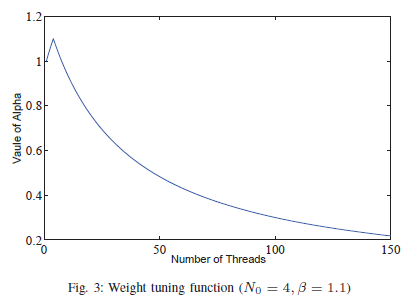 1.2
1
0.8
0.6
0.4
0.2
Vaule of Alpha
0 50 100 150
Number of Threads
Fig. 3: Weight tuning function (N₀ = 4, β = 1.1)